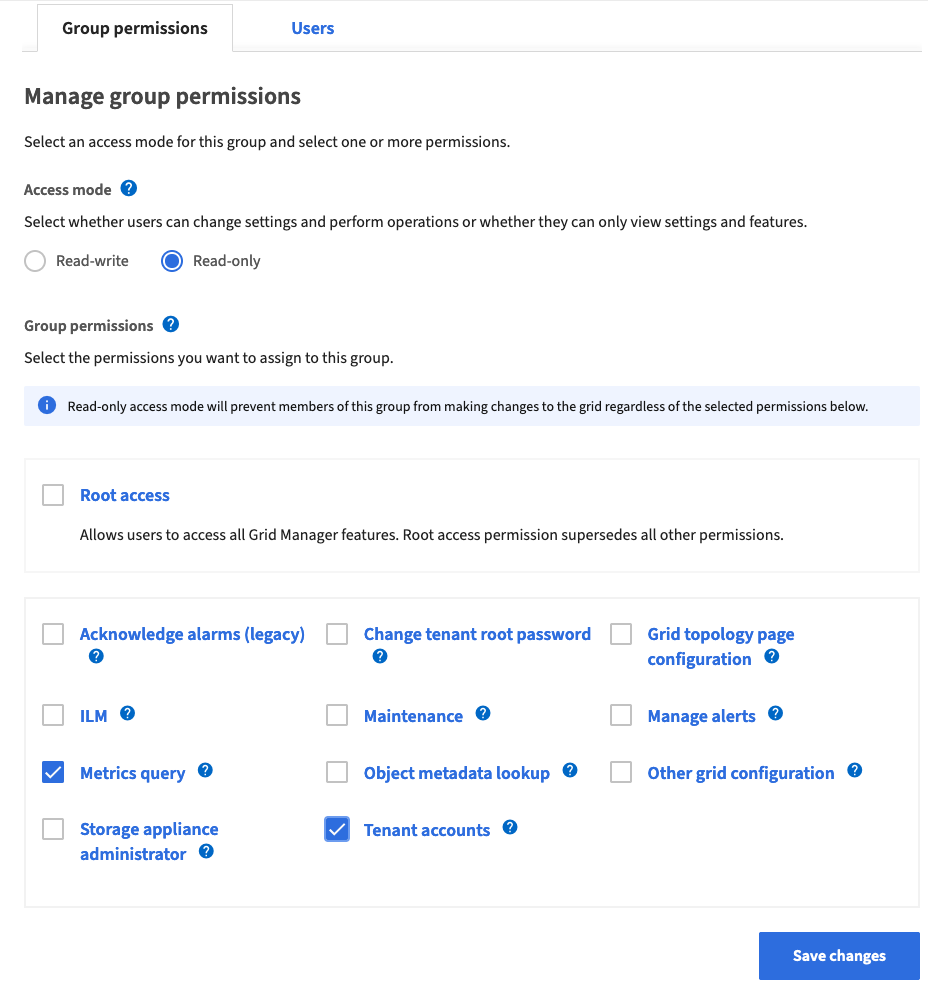 Group permissions
Users
Manage group permissions
Select an access mode for this group and select one or more permissions.
Access mode ?
Select whether users can change settings and perform operations or whether they can only view settings and features.
Read-write
Read-only
Group permissions ?
Select the permissions you want to assign to this group.
i Read-only access mode will prevent members of this group from making changes to the grid regardless of the selected permissions below.
Root access
Allows users to access all Grid Manager features. Root access permission supersedes all other permissions.
Acknowledge alarms (legacy)
?
Change tenant root password
?
Grid topology page
configuration ?
ILM ?
Maintenance ?
Manage alerts ?
Metrics query ?
Object metadata lookup ?
Other grid configuration ?
Storage appliance
administrator ?
Tenant accounts ?
Save changes